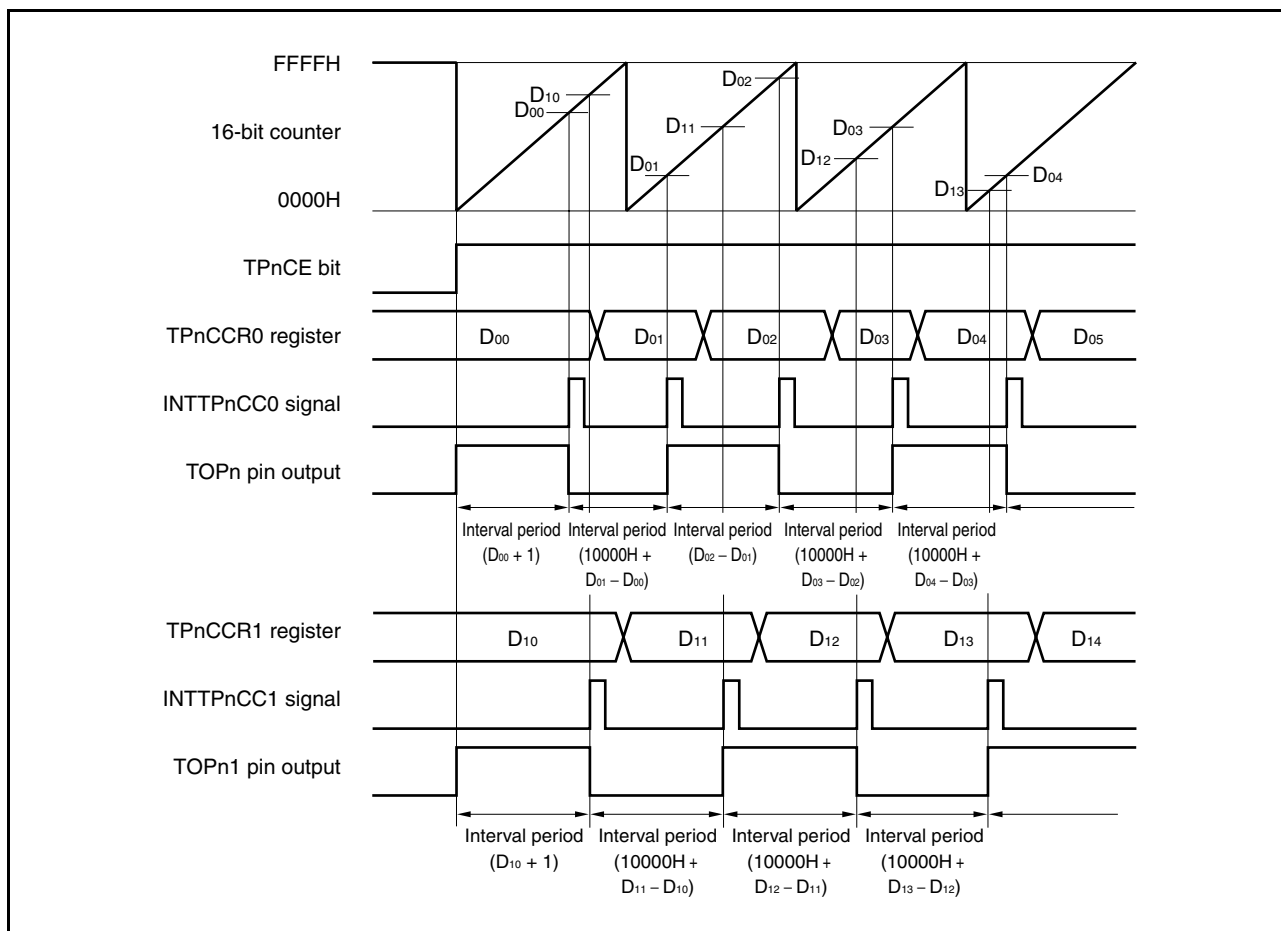 FFFFH
16-bit counter
0000H
D10
D00
D01
D11
D02
D12
D03
D13
D04
TPnCE bit
TPnCCR0 register
D00 D01 D02 D03 D04 D05
INTTPnCC0 signal
TOPn pin output
Interval period Interval period Interval period Interval period Interval period
(D00 + 1) (10000H + (D02 − D01) (10000H + (10000H +
D01 − D00) D03 − D02) D04 − D03)
TPnCCR1 register
D10 D11 D12 D13 D14
INTTPnCC1 signal
TOPn1 pin output
Interval period Interval period Interval period Interval period
(D10 + 1) (10000H + (10000H + (10000H +
D11 − D10) D12 − D11) D13 − D12)